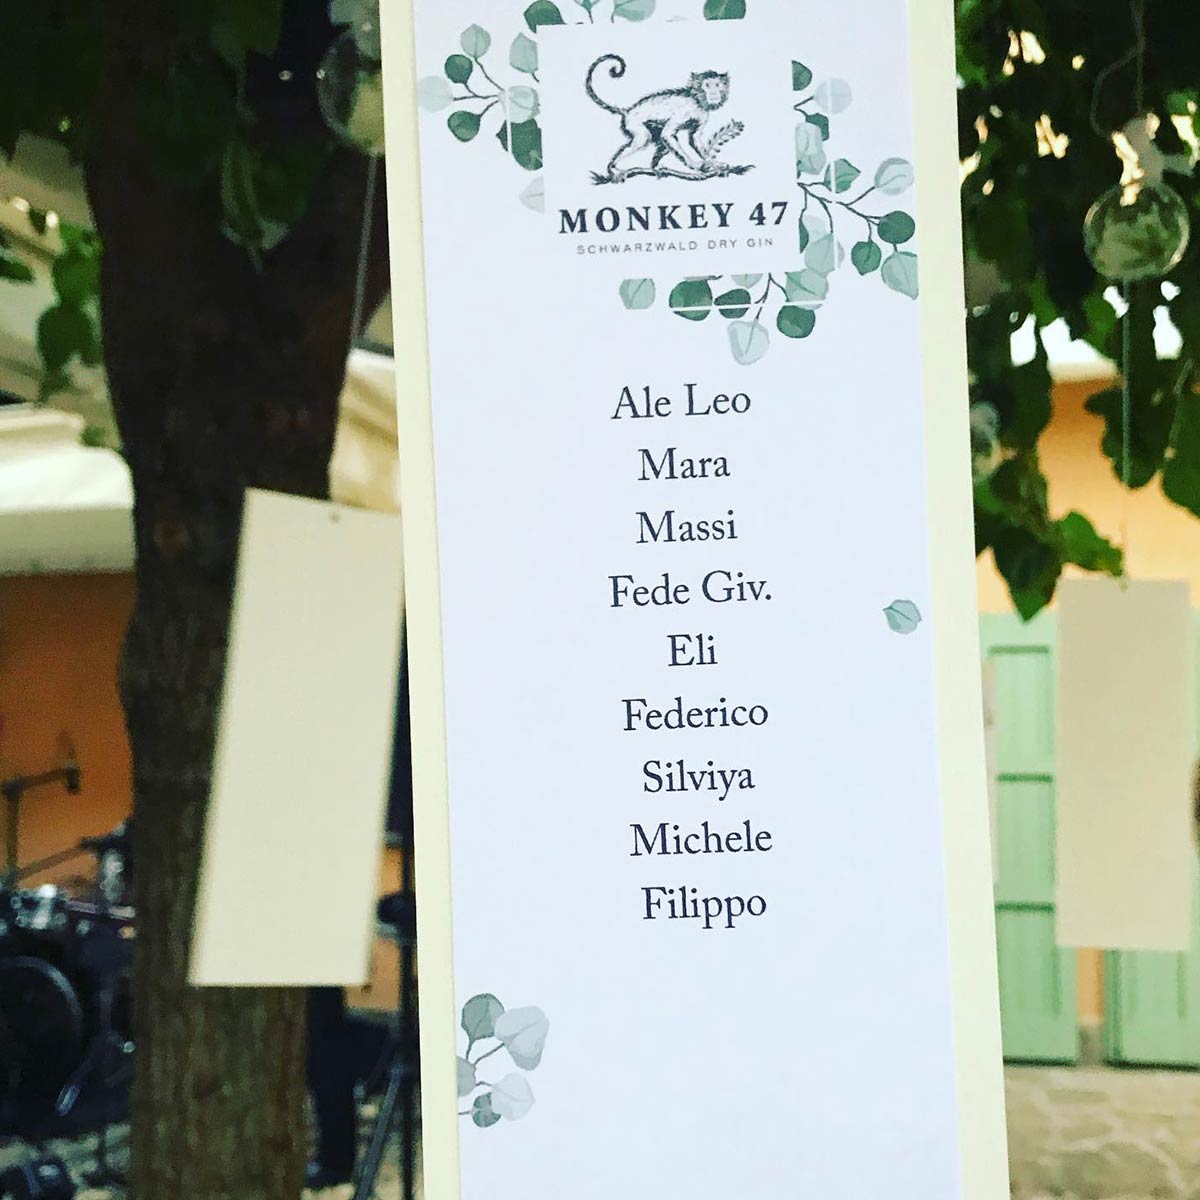 MONKEY 47
SCHWARZWALD DRY GIN
Ale Leo
Mara
Massi
Fede Giv.
Eli
Federico
Silviya
Michele
Filippo